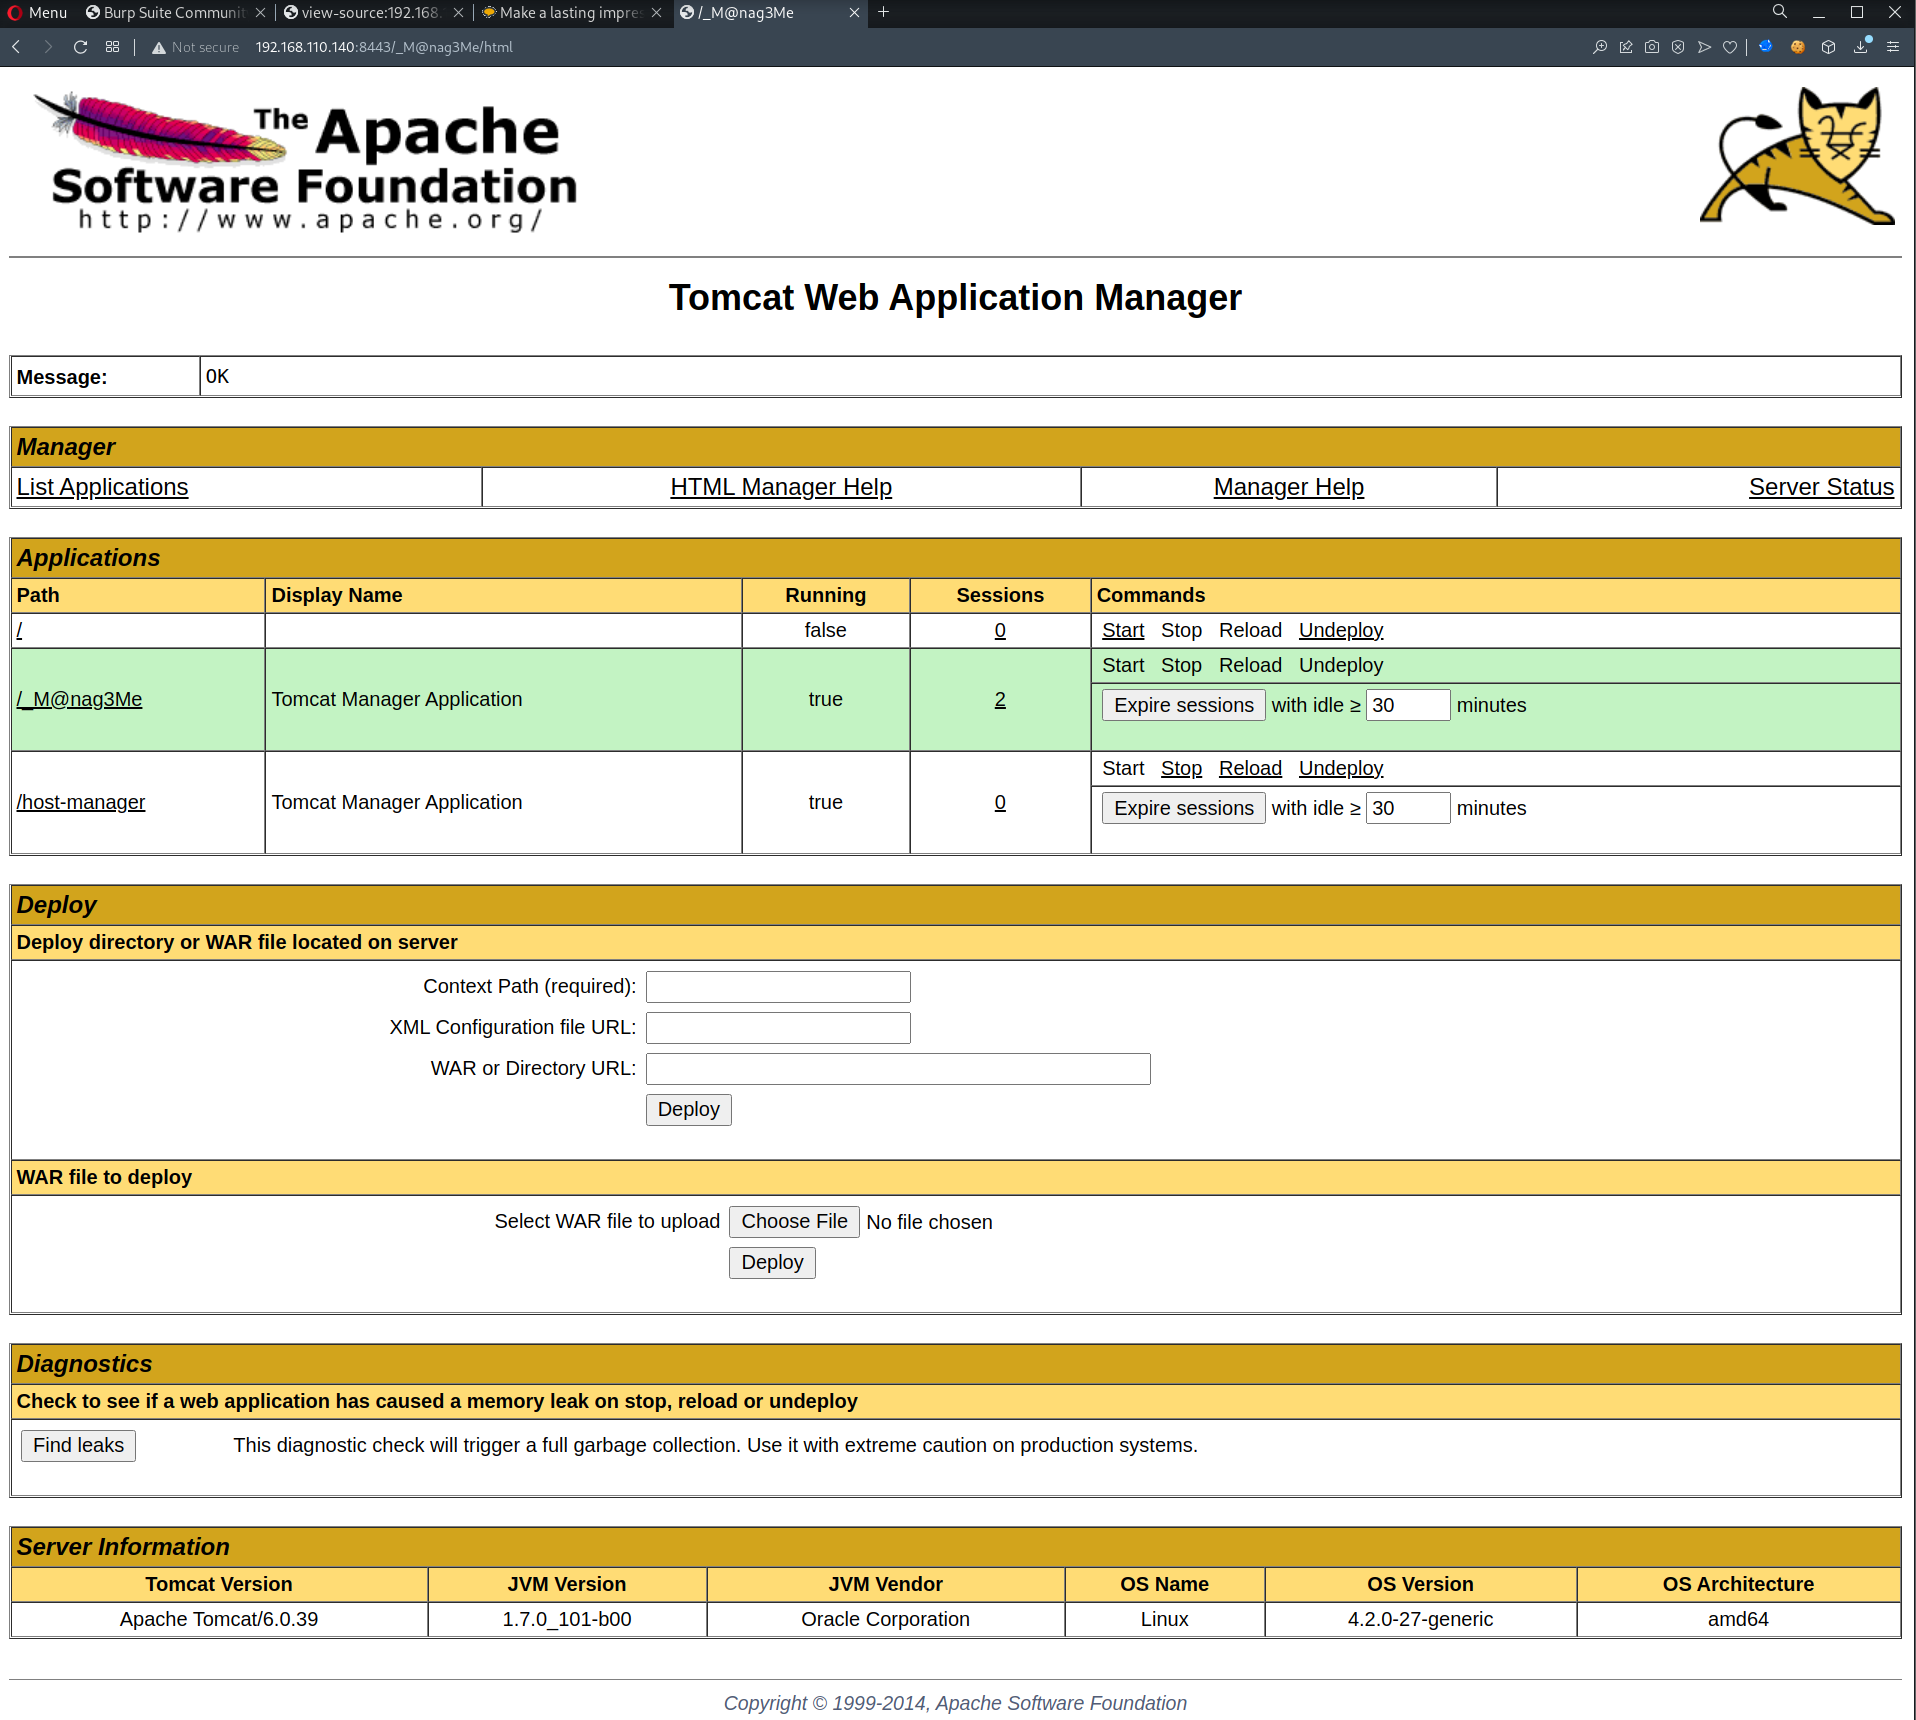 Menu Burp Suite Communit view-source:192.168. Make a lasting impres /_M@nag3Me
Not secure 192.168.110.140:8443/_M@nag3Me/html
The Apache
Software Foundation
http://www.apache.org/
Tomcat Web Application Manager
Message: OK
Manager
List Applications HTML Manager Help Manager Help Server Status
Applications
Path Display Name Running Sessions Commands
/ false 0 Start Stop Reload Undeploy
Start Stop Reload Undeploy
/_M@nag3Me Tomcat Manager Application true 2
Expire sessions with idle ≥ 30 minutes
Start Stop Reload Undeploy
/host-manager Tomcat Manager Application true 0
Expire sessions with idle ≥ 30 minutes
Deploy
Deploy directory or WAR file located on server
Context Path (required):
XML Configuration file URL:
WAR or Directory URL:
Deploy
WAR file to deploy
Select WAR file to upload Choose File No file chosen
Deploy
Diagnostics
Check to see if a web application has caused a memory leak on stop, reload or undeploy
Find leaks This diagnostic check will trigger a full garbage collection. Use it with extreme caution on production systems.
Server Information
Tomcat Version JVM Version JVM Vendor OS Name OS Version OS Architecture
Apache Tomcat/6.0.39 1.7.0_101-b00 Oracle Corporation Linux 4.2.0-27-generic amd64
Copyright © 1999-2014, Apache Software Foundation